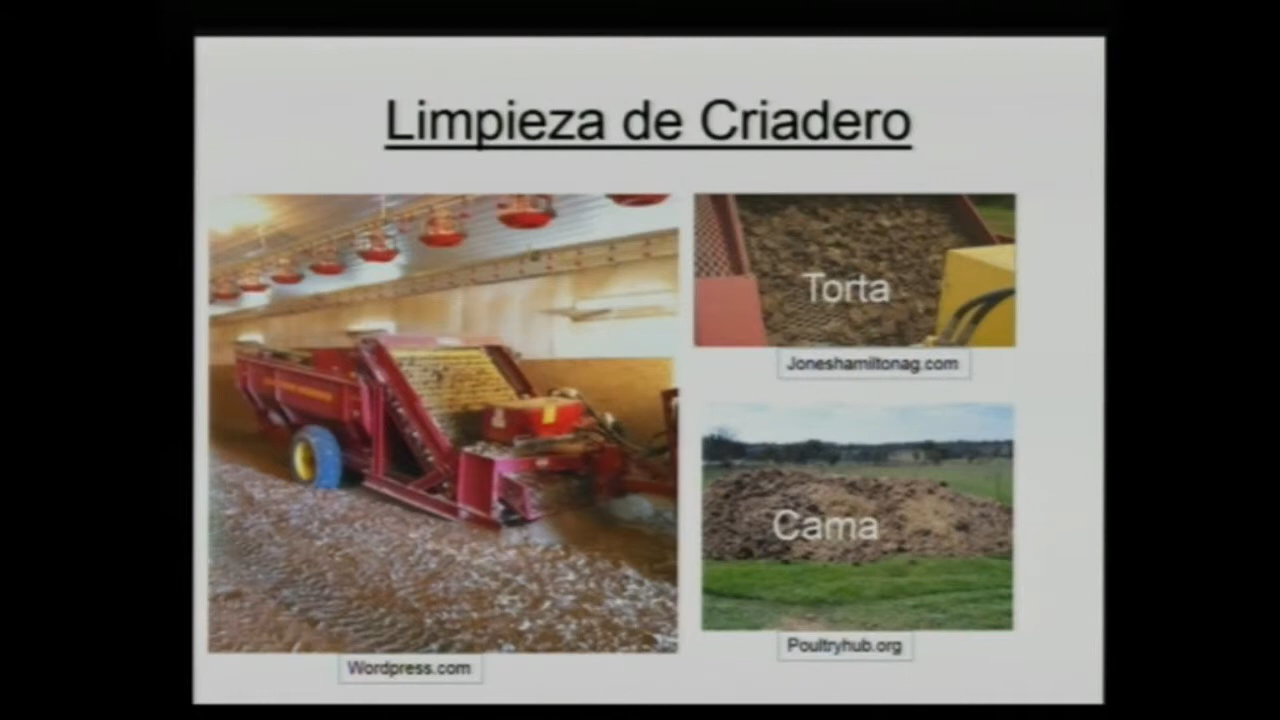 Limpieza de Criadero
Torta
Joneshamiltonag.com
Cama
Poultryhub.org
Wordpress.com